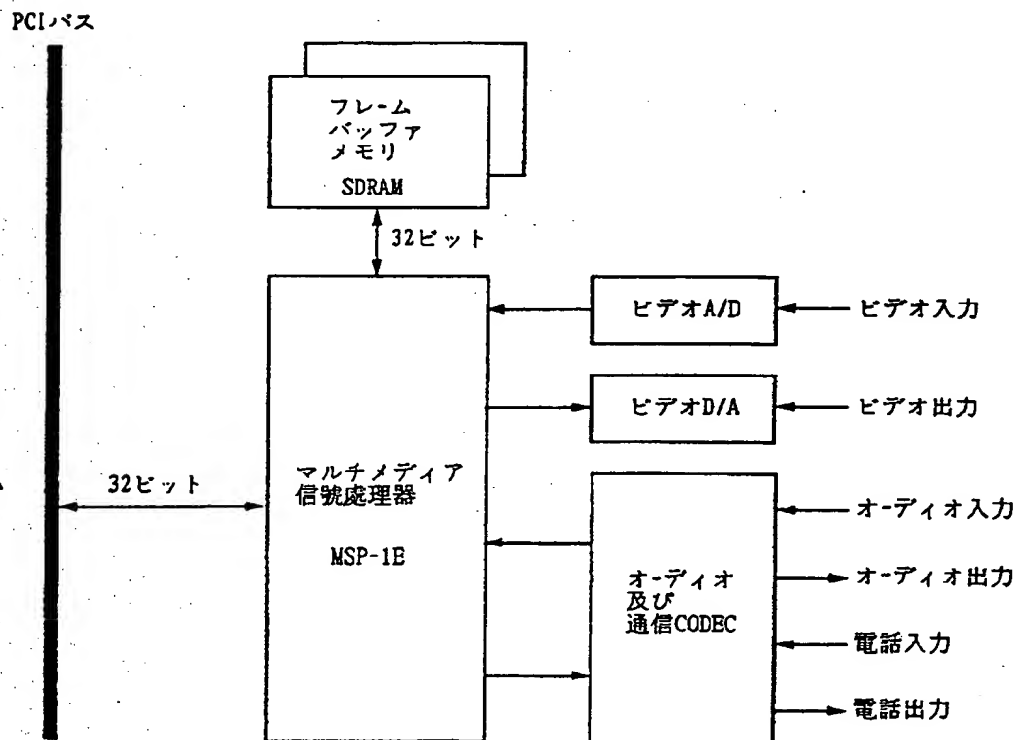 PCIバス
フレーム
バッファ
メモリ
SDRAM
32ビット
ビデオA/D
ビデオ入力
ビデオD/A
ビデオ出力
32ビット
マルチメディア
信號處理器
MSP-1E
オーディオ
及び
通信CODEC
オーディオ入力
オーディオ出力
電話入力
電話出力